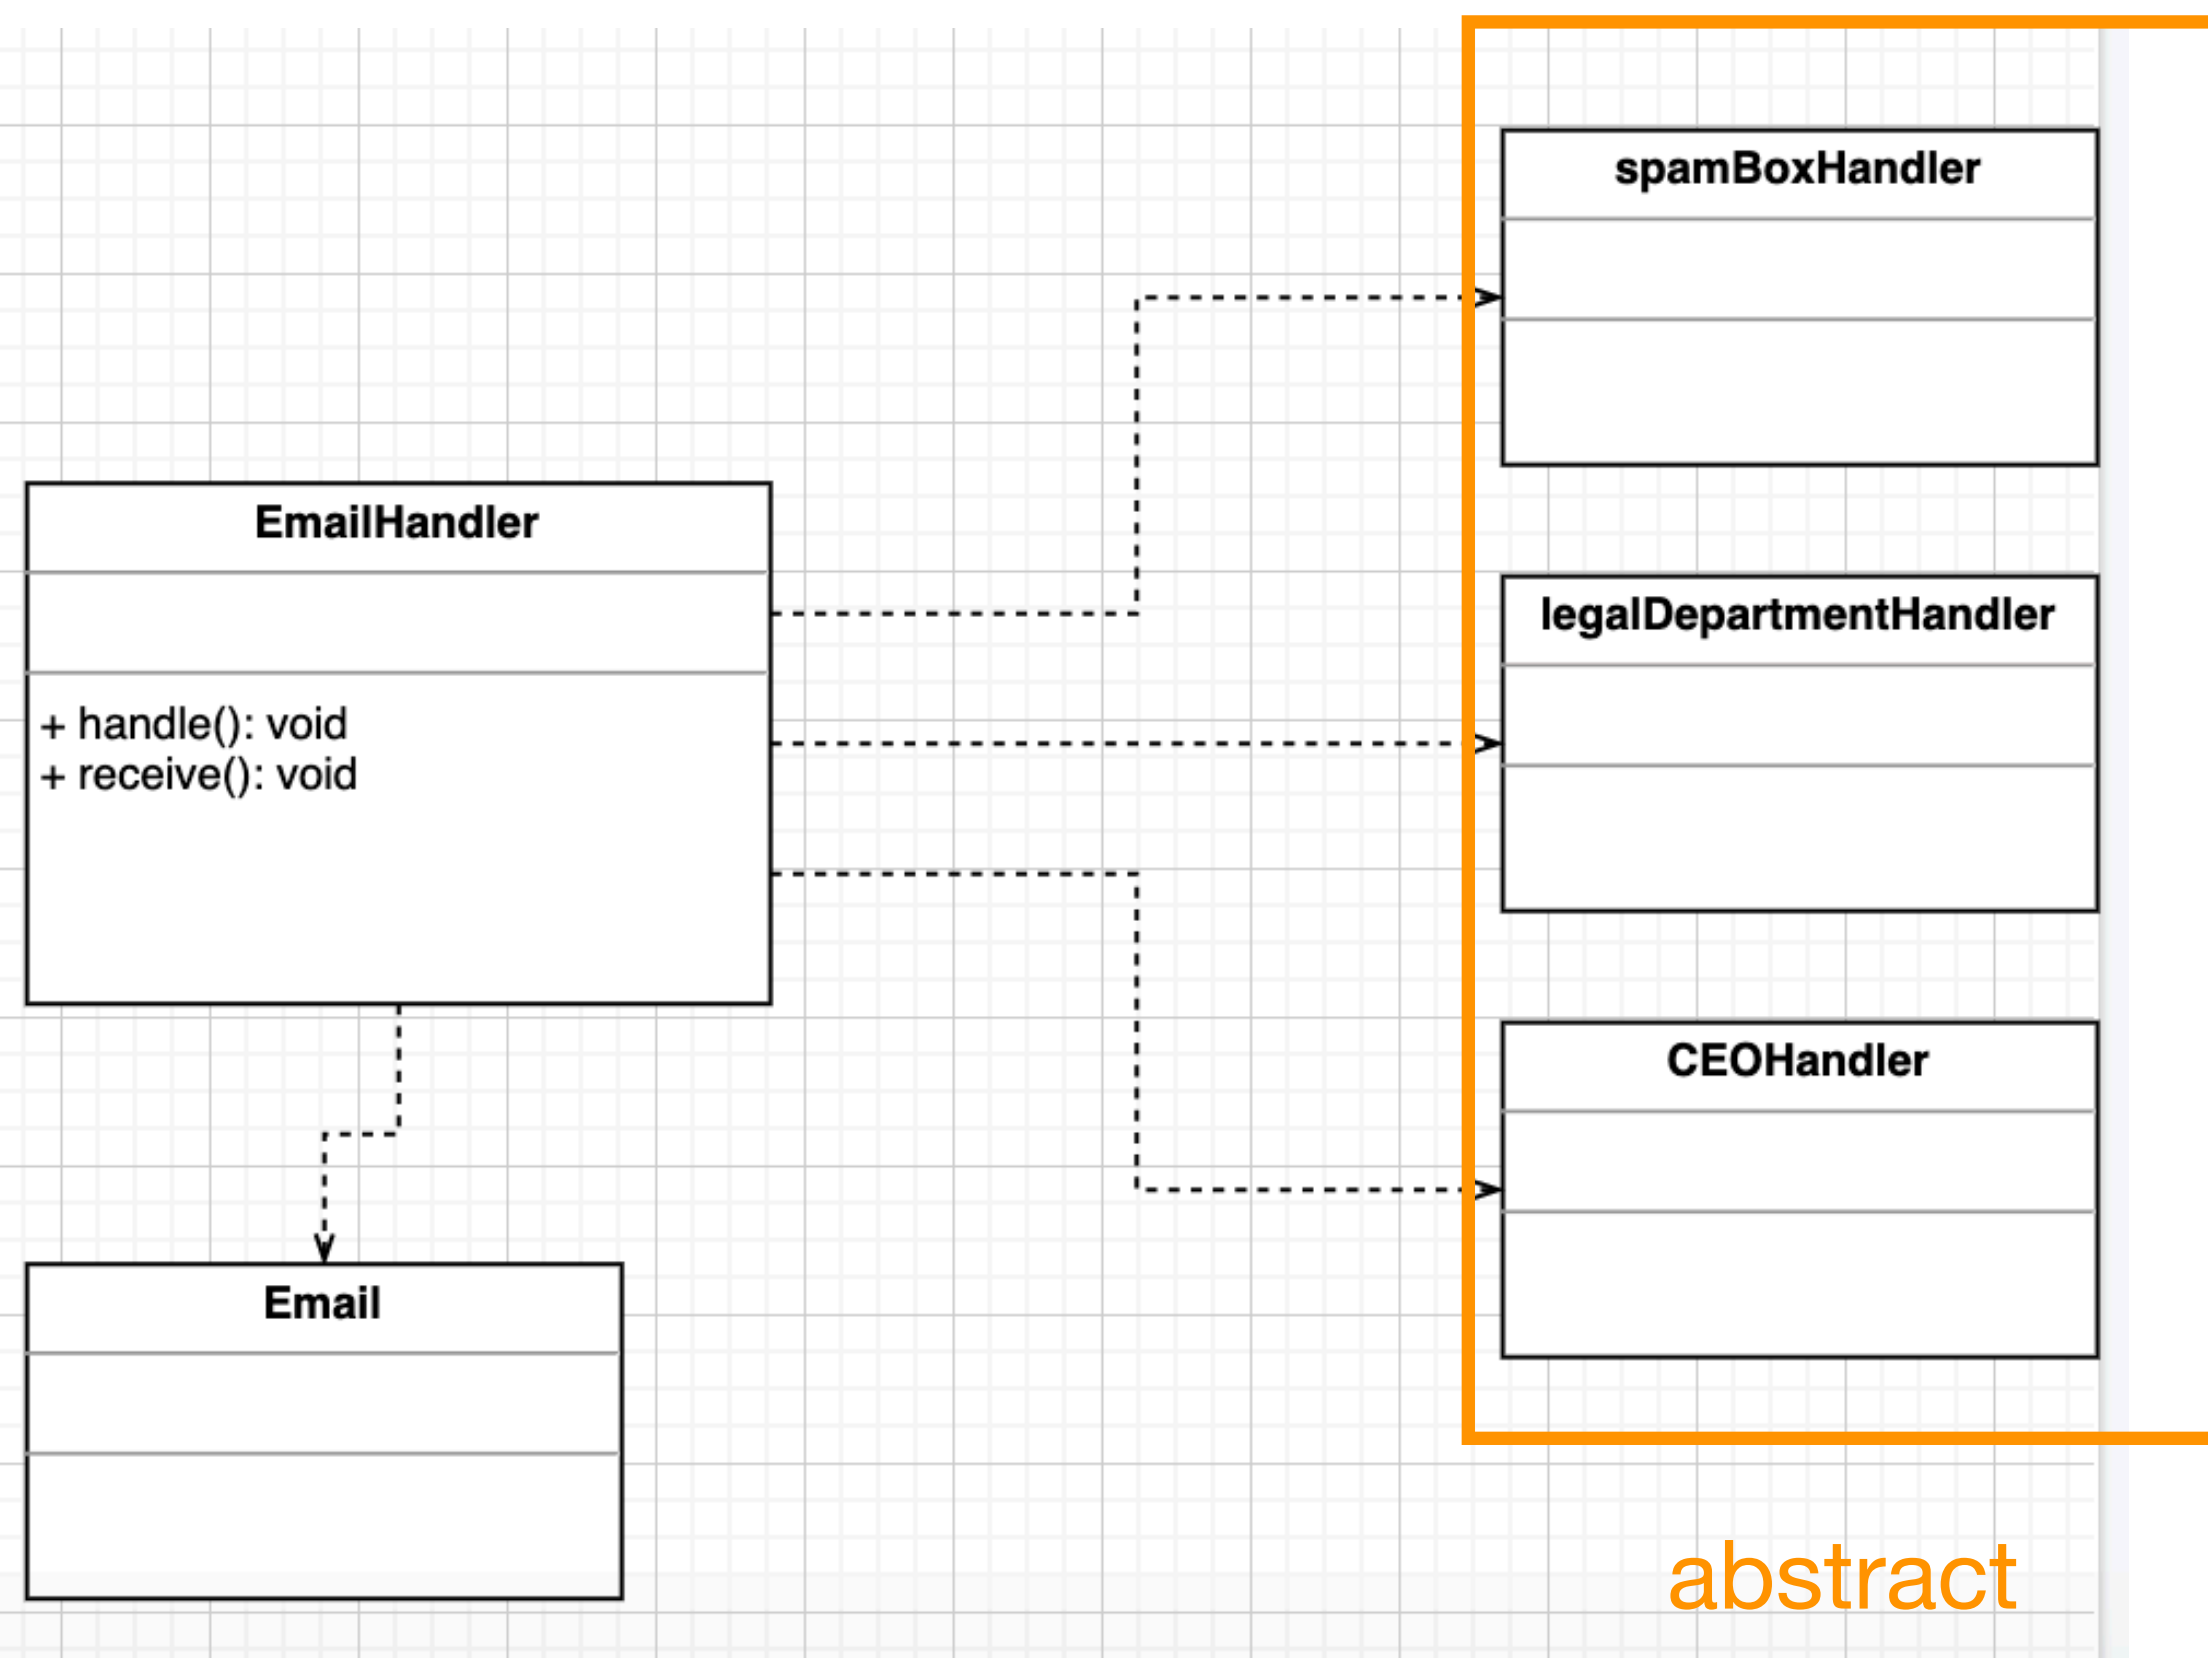 spamBoxHandler
EmailHandler
+ handle(): void
+ receive(): void
legalDepartmentHandler
CEOHandler
Email
abstract